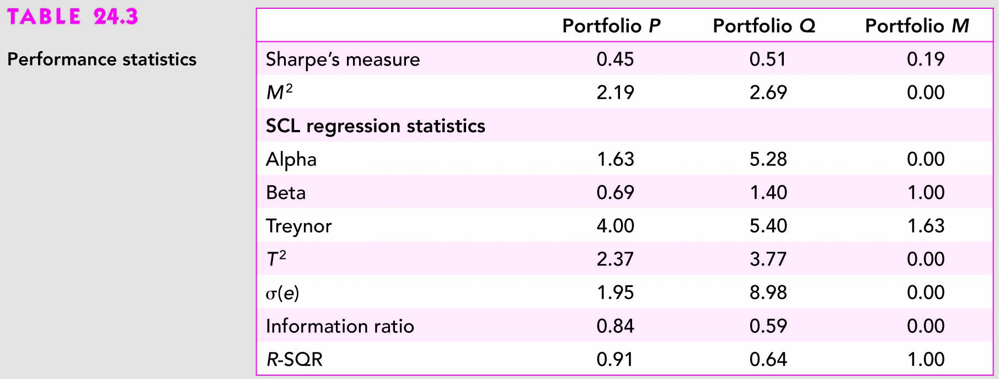 TABLE 24.3
Performance statistics
Portfolio P Portfolio Q Portfolio M
Sharpe’s measure 0.45 0.51 0.19
M² 2.19 2.69 0.00
SCL regression statistics
Alpha 1.63 5.28 0.00
Beta 0.69 1.40 1.00
Treynor 4.00 5.40 1.63
T² 2.37 3.77 0.00
σ(e) 1.95 8.98 0.00
Information ratio 0.84 0.59 0.00
R-SQR 0.91 0.64 1.00